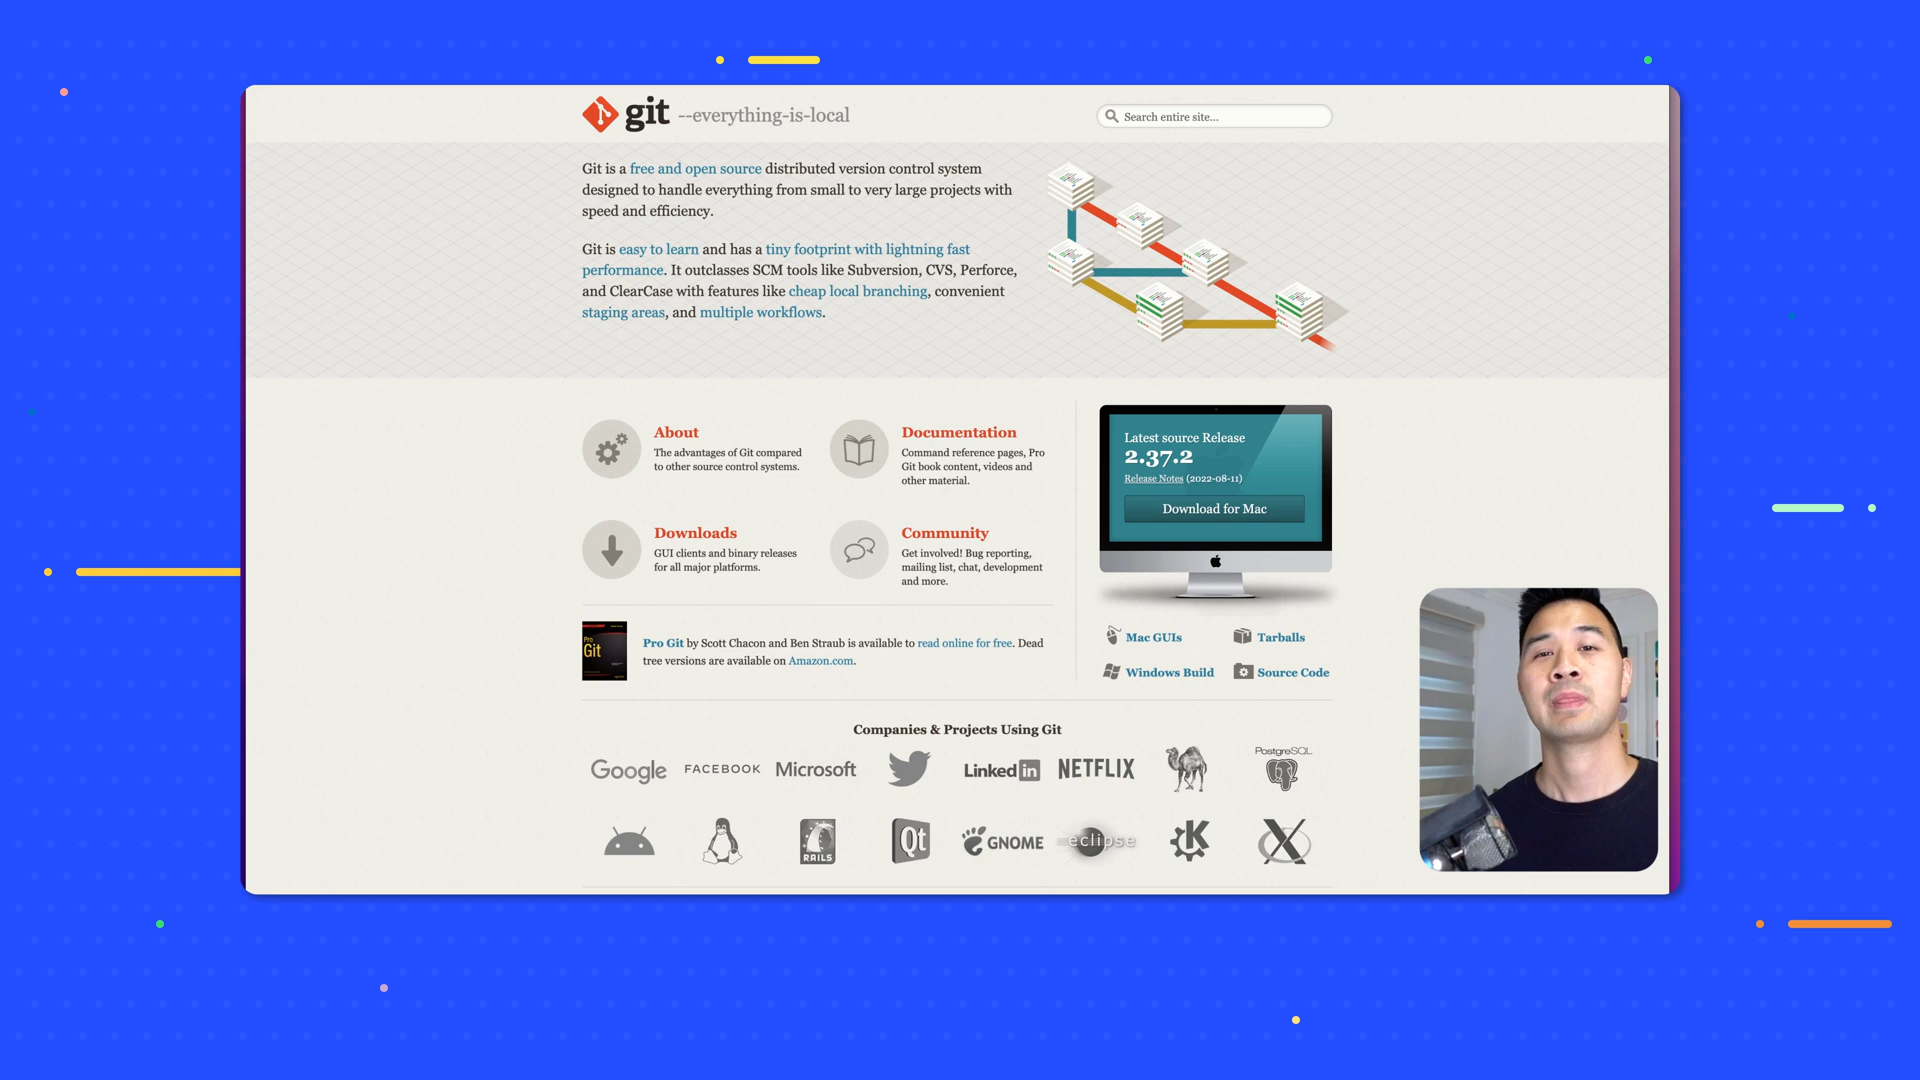 git --everything-is-local
Search entire site...
Git is a free and open source distributed version control system
designed to handle everything from small to very large projects with
speed and efficiency.
Git is easy to learn and has a tiny footprint with lightning fast
performance. It outclasses SCM tools like Subversion, CVS, Perforce,
and ClearCase with features like cheap local branching, convenient
staging areas, and multiple workflows.
About
The advantages of Git compared
to other source control systems.
Documentation
Command reference pages, Pro
Git book content, videos and
other material.
Downloads
GUI clients and binary releases
for all major platforms.
Community
Get involved! Bug reporting,
mailing list, chat, development
and more.
Pro
Git
Pro Git by Scott Chacon and Ben Straub is available to read online for free. Dead
tree versions are available on Amazon.com.
Latest source Release
2.37.2
Release Notes (2022-08-11)
Download for Mac
Mac GUIs
Tarballs
Windows Build
Source Code
Companies & Projects Using Git
Google FACEBOOK Microsoft Linked in NETFLIX PostgreSQL
RAILS Qt GNOME eclipse K X